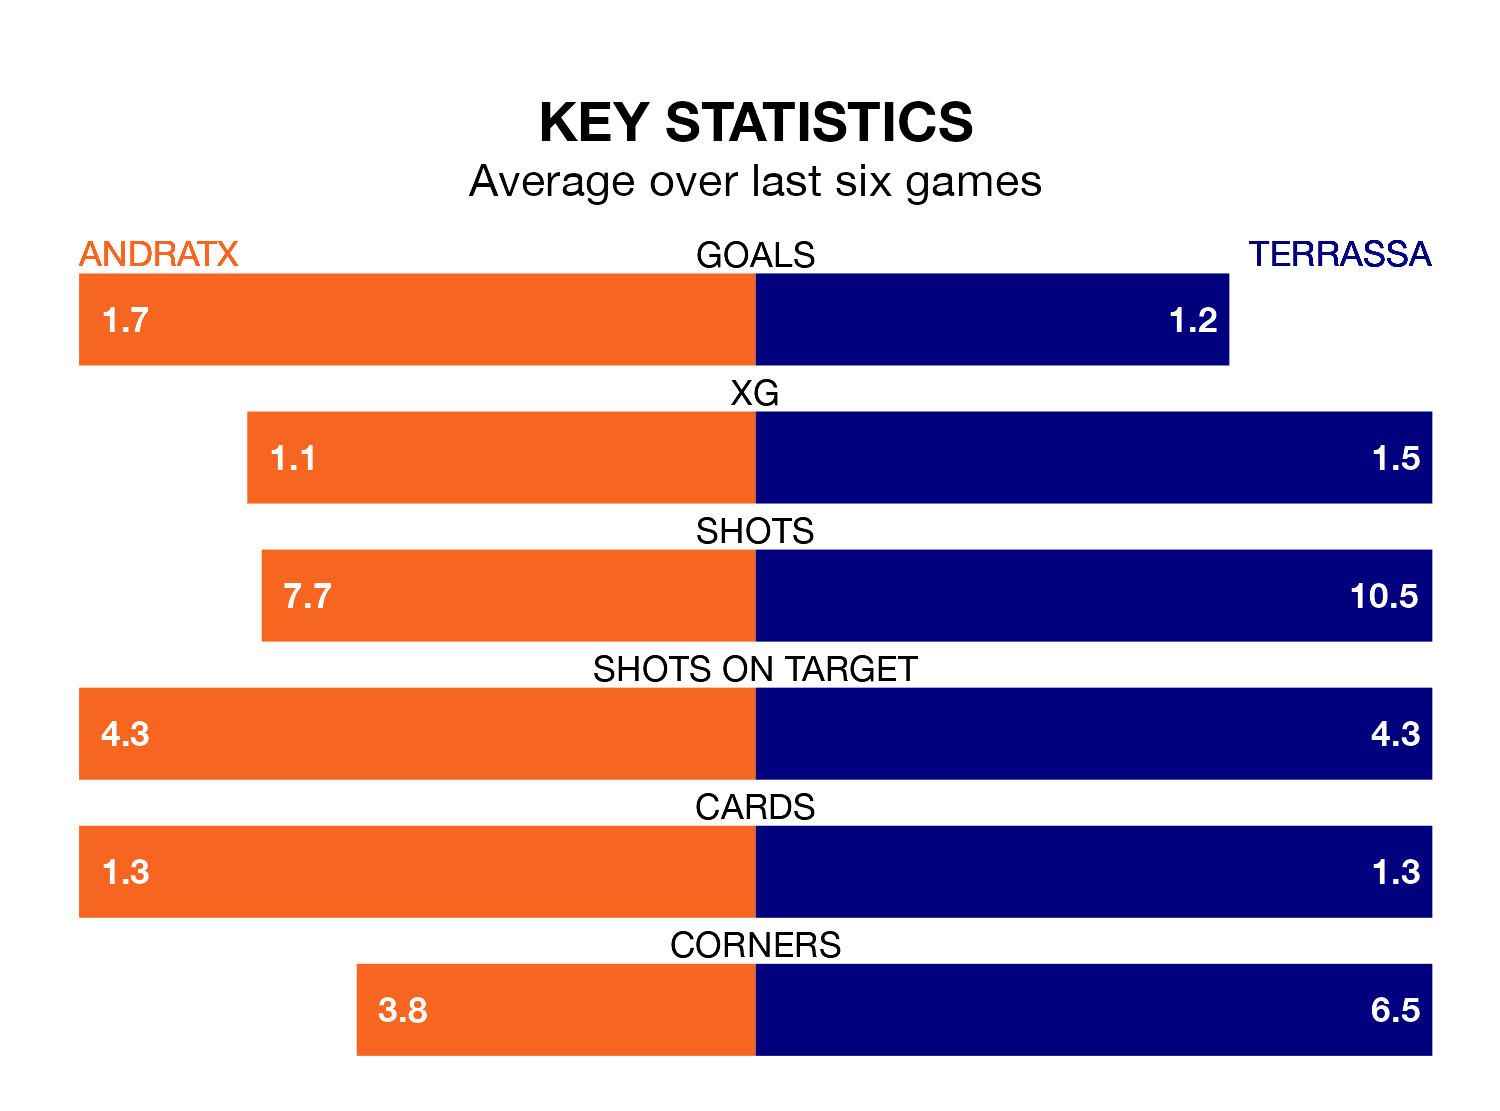 KEY STATISTICS
Average over last six games
ANDRATX GOALS TERRASSA
1.7 1.2
XG
1.1 1.5
SHOTS
7.7 10.5
SHOTS ON TARGET
4.3 4.3
CARDS
1.3 1.3
CORNERS
3.8 6.5